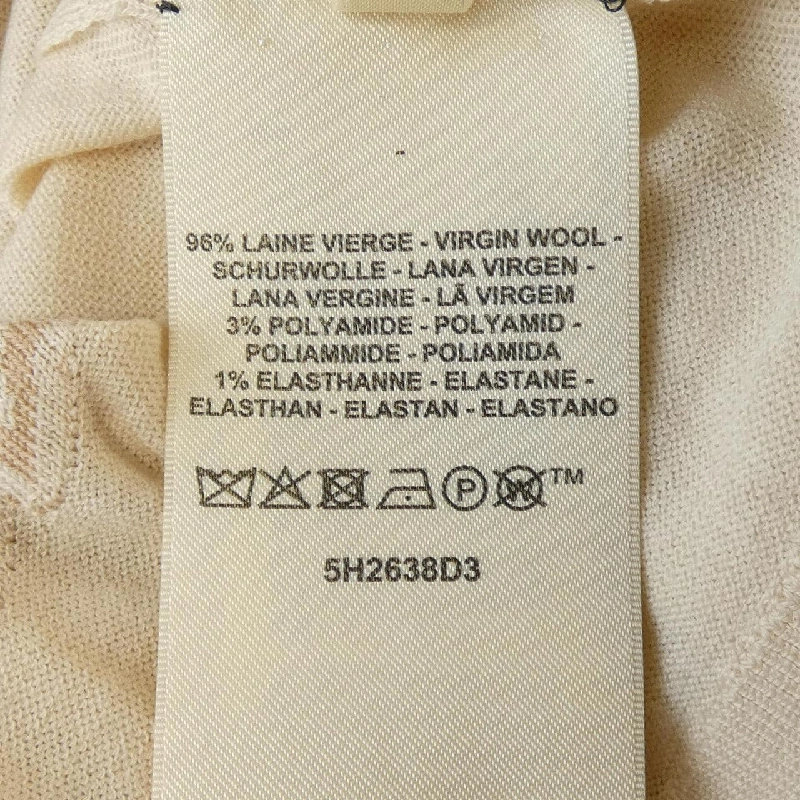 96% LAINE VIERGE - VIRGIN WOOL -
SCHURWOLLE - LANA VIRGEN -
LANA VERGINE - LÃ VIRGEM
3% POLYAMIDE - POLYAMID -
POLIAMMIDE - POLIAMIDA
1% ELASTHANNE - ELASTANE -
ELASTHAN - ELASTAN - ELASTANO
P W TM
5H2638D3